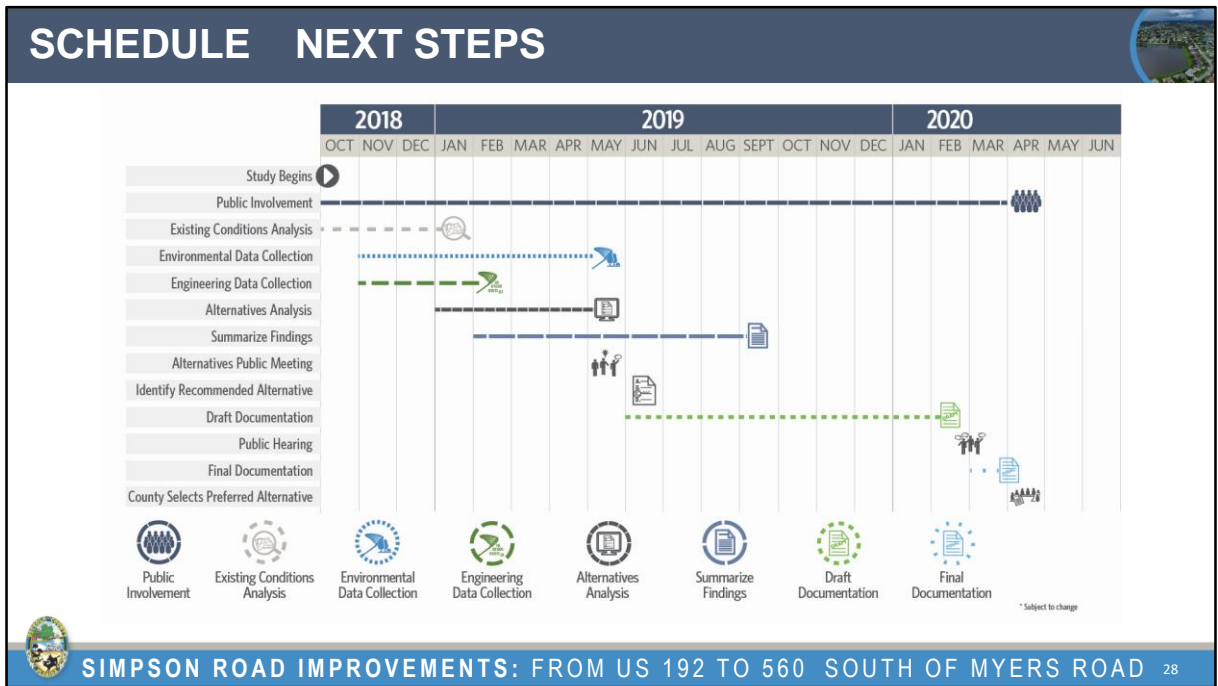 SCHEDULE NEXT STEPS
2018 2019 2020
OCT NOV DEC JAN FEB MAR APR MAY JUN JUL AUG SEPT OCT NOV DEC JAN FEB MAR APR MAY JUN
Study Begins
Public Involvement
Existing Conditions Analysis
Environmental Data Collection
Engineering Data Collection
Alternatives Analysis
Summarize Findings
Alternatives Public Meeting
Identify Recommended Alternative
Draft Documentation
Public Hearing
Final Documentation
County Selects Preferred Alternative
Public Involvement
Existing Conditions Analysis
Environmental Data Collection
Engineering Data Collection
Alternatives Analysis
Summarize Findings
Draft Documentation
Final Documentation
* Subject to change
SIMPSON ROAD IMPROVEMENTS: FROM US 192 TO 560 SOUTH OF MYERS ROAD 28